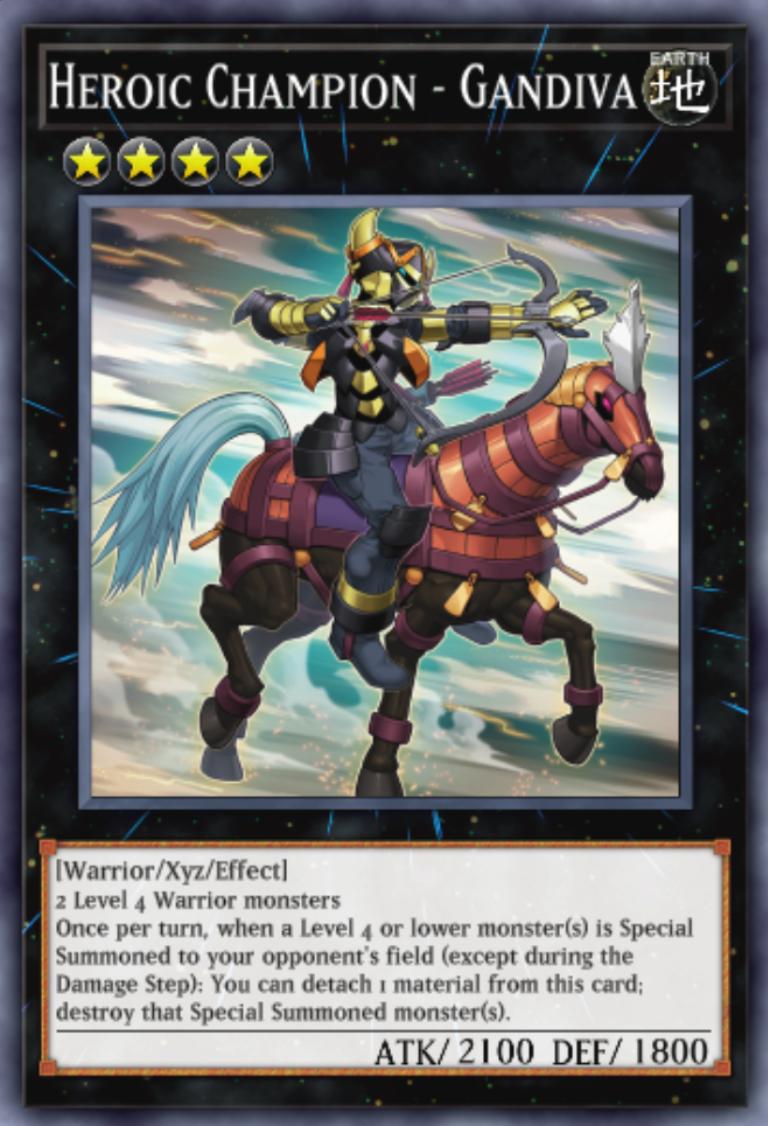 Heroic Champion - Gandiva
EARTH
地
[Warrior/Xyz/Effect]
2 Level 4 Warrior monsters
Once per turn, when a Level 4 or lower monster(s) is Special
Summoned to your opponent's field (except during the
Damage Step): You can detach 1 material from this card;
destroy that Special Summoned monster(s).
ATK/ 2100 DEF/ 1800